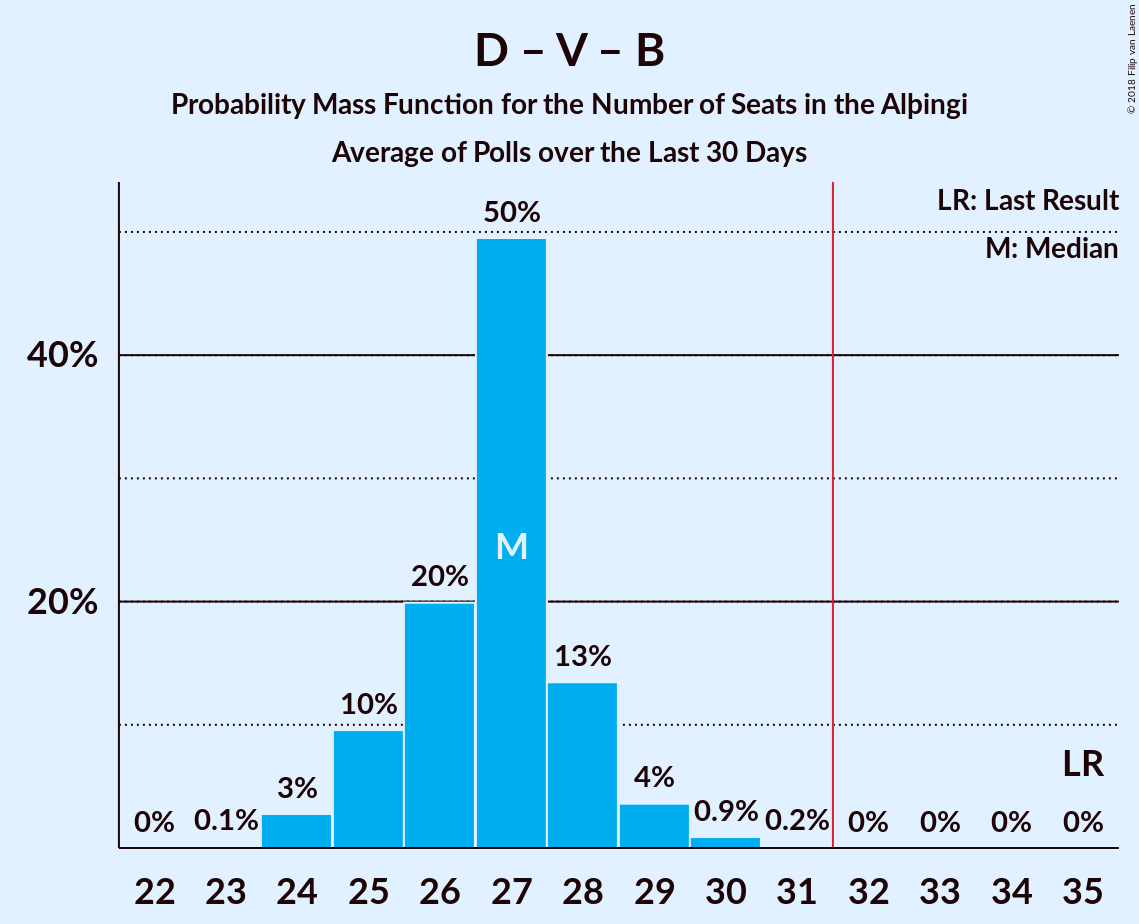 D – V – B
Probability Mass Function for the Number of Seats in the Alþingi
Average of Polls over the Last 30 Days
© 2018 Filip van Laenen
LR: Last Result
M: Median
50%
40%
M
20%
20%
13%
10%
LR
4%
3%
0%
0.1%
0.9%
0.2%
0%
0%
0%
0%
22 23 24 25 26 27 28 29 30 31 32 33 34 35